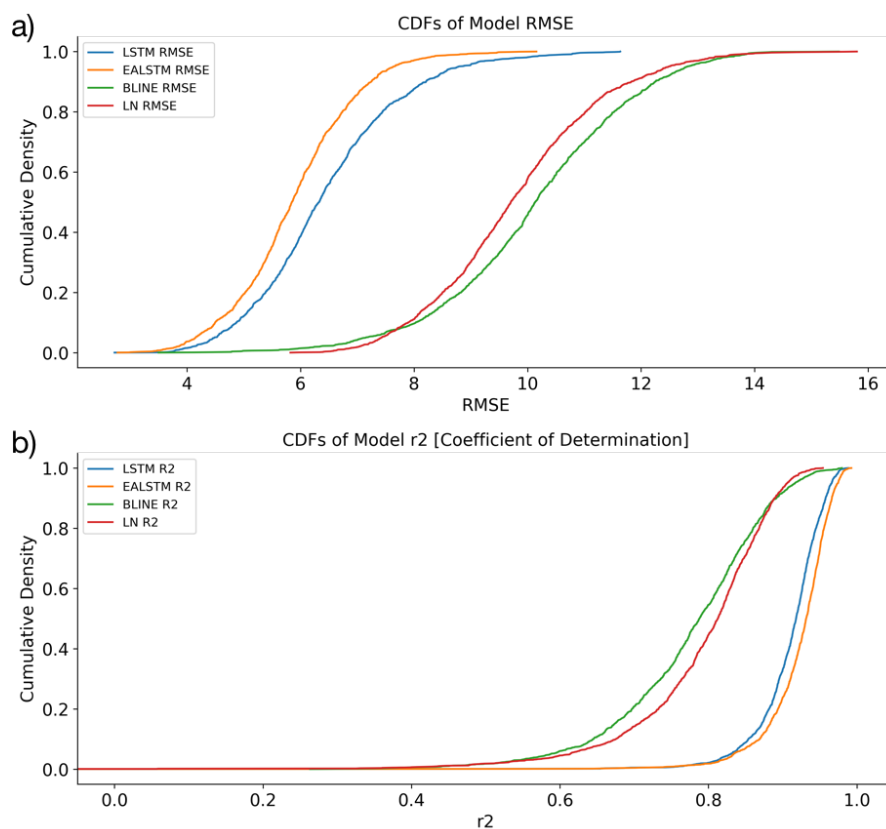 a)
CDFs of Model RMSE
LSTM RMSE
EALSTM RMSE
BLINE RMSE
LN RMSE
Cumulative Density
1.0
0.8
0.6
0.4
0.2
0.0
4 6 8 10 12 14 16
RMSE
b)
CDFs of Model r2 [Coefficient of Determination]
LSTM R2
EALSTM R2
BLINE R2
LN R2
Cumulative Density
1.0
0.8
0.6
0.4
0.2
0.0
0.0 0.2 0.4 0.6 0.8 1.0
r2